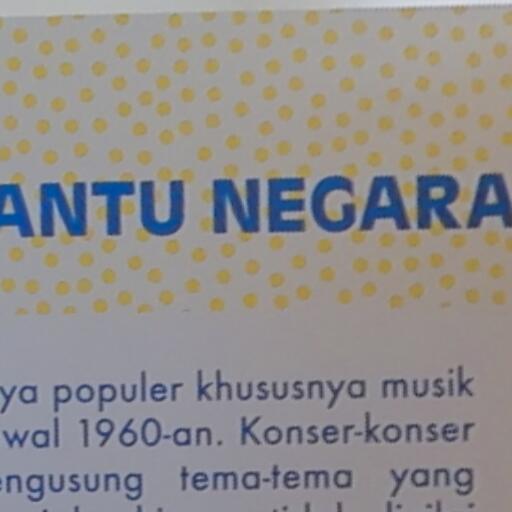 ANTU NEGARA
ya populer khususnya musik
wal 1960-an. Konser-konser
engusung tema-tema yang